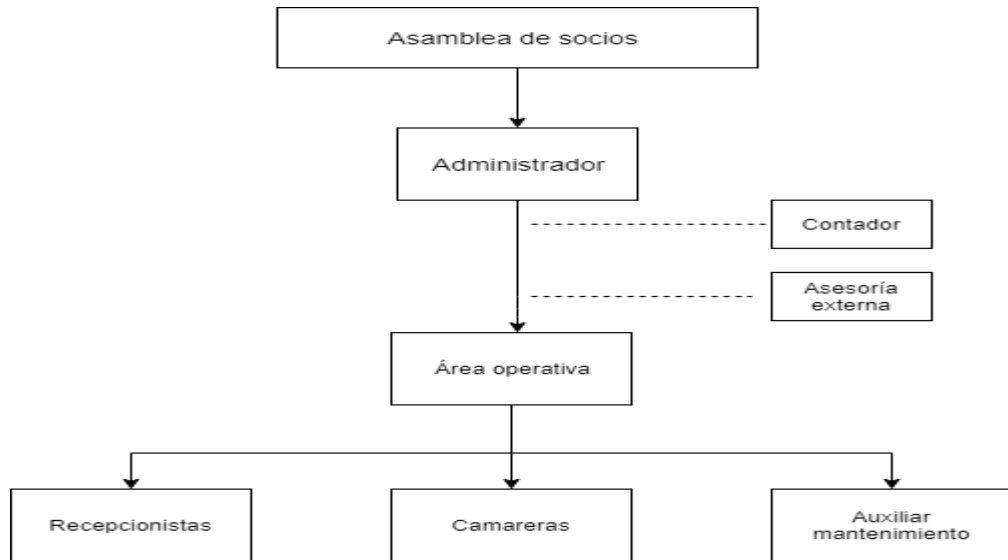 Asamblea de socios
Administrador
Contador
Asesoría
externa
Área operativa
Recepcionistas
Camareras
Auxiliar
mantenimiento